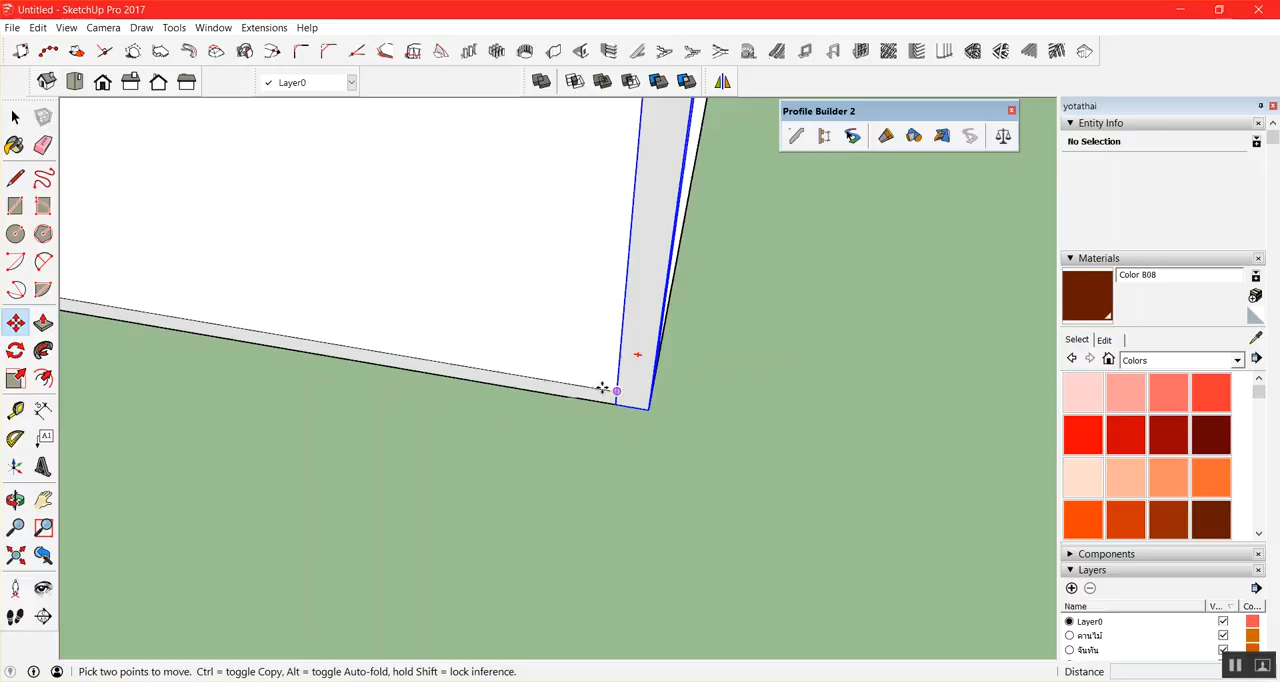 Untitled - SketchUp Pro 2017
File Edit View Camera Draw Tools Window Extensions Help
Layer0
Profile Builder 2
yotathai
Entity Info
No Selection
Materials
Color B08
Select Edit
Colors
A1
Components
Layers
Name V... Co...
Layer0
คานไม้
จันทัน
Pick two points to move. Ctrl = toggle Copy, Alt = toggle Auto-fold, hold Shift = lock inference.
Distance